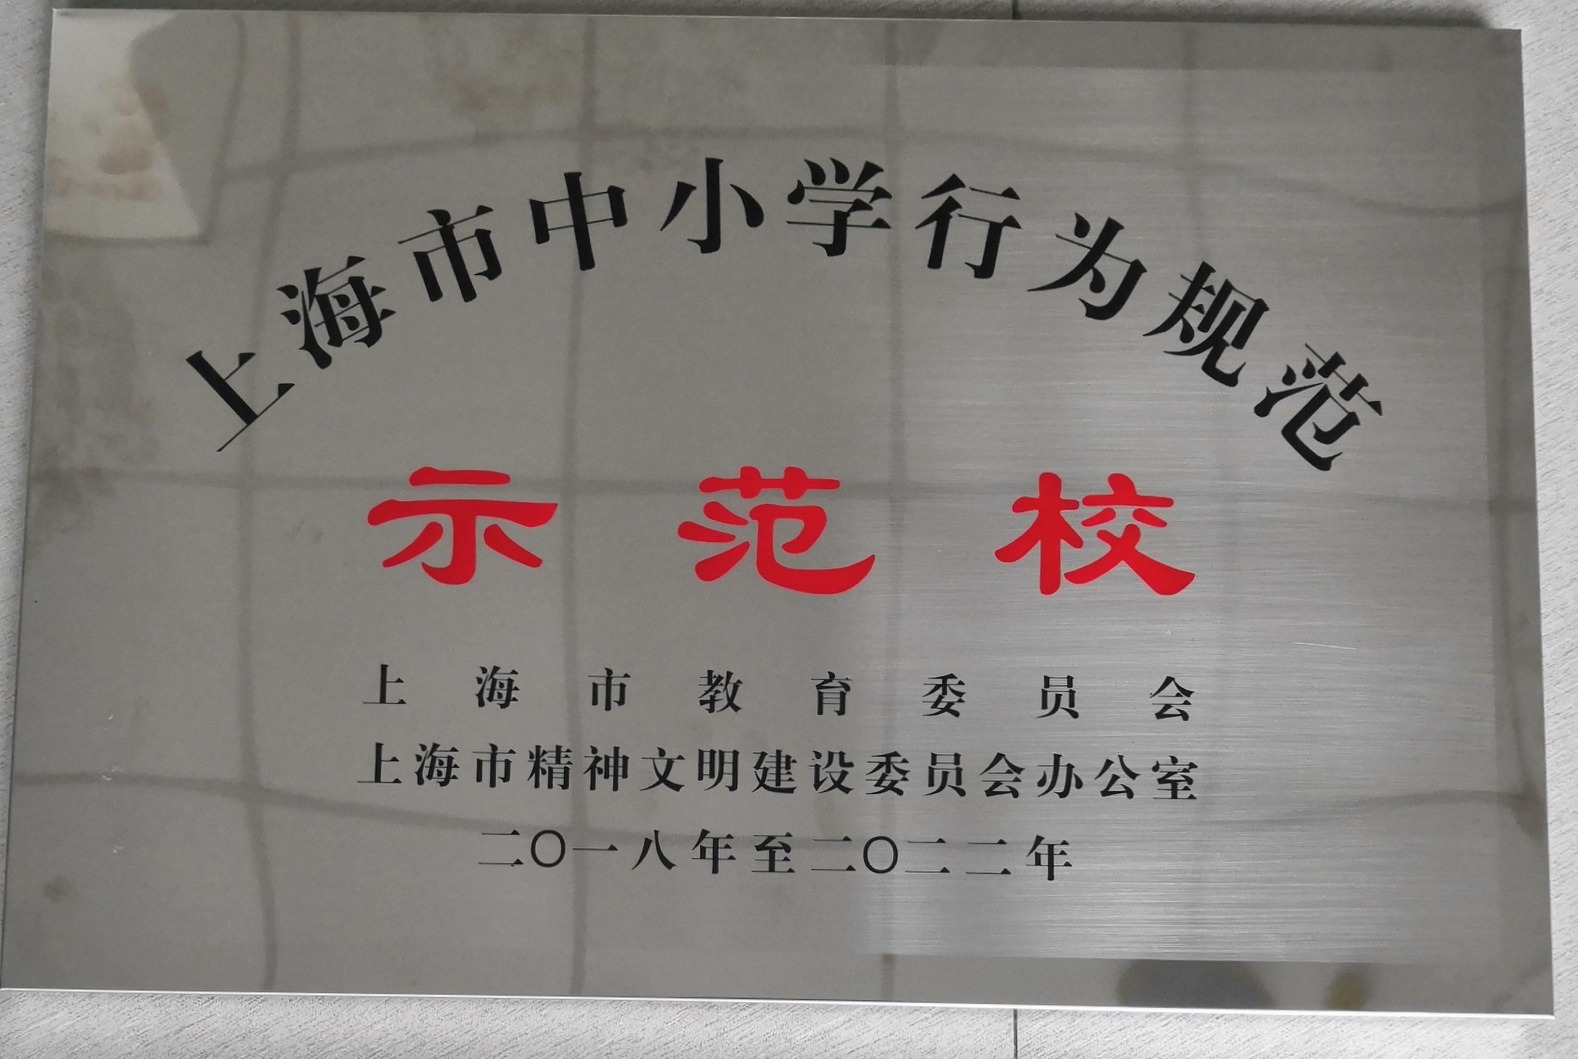 上海市中小学行为规范
示范校
上海市教育委员会
上海市精神文明建设委员会办公室
二〇一八年至二〇二二年